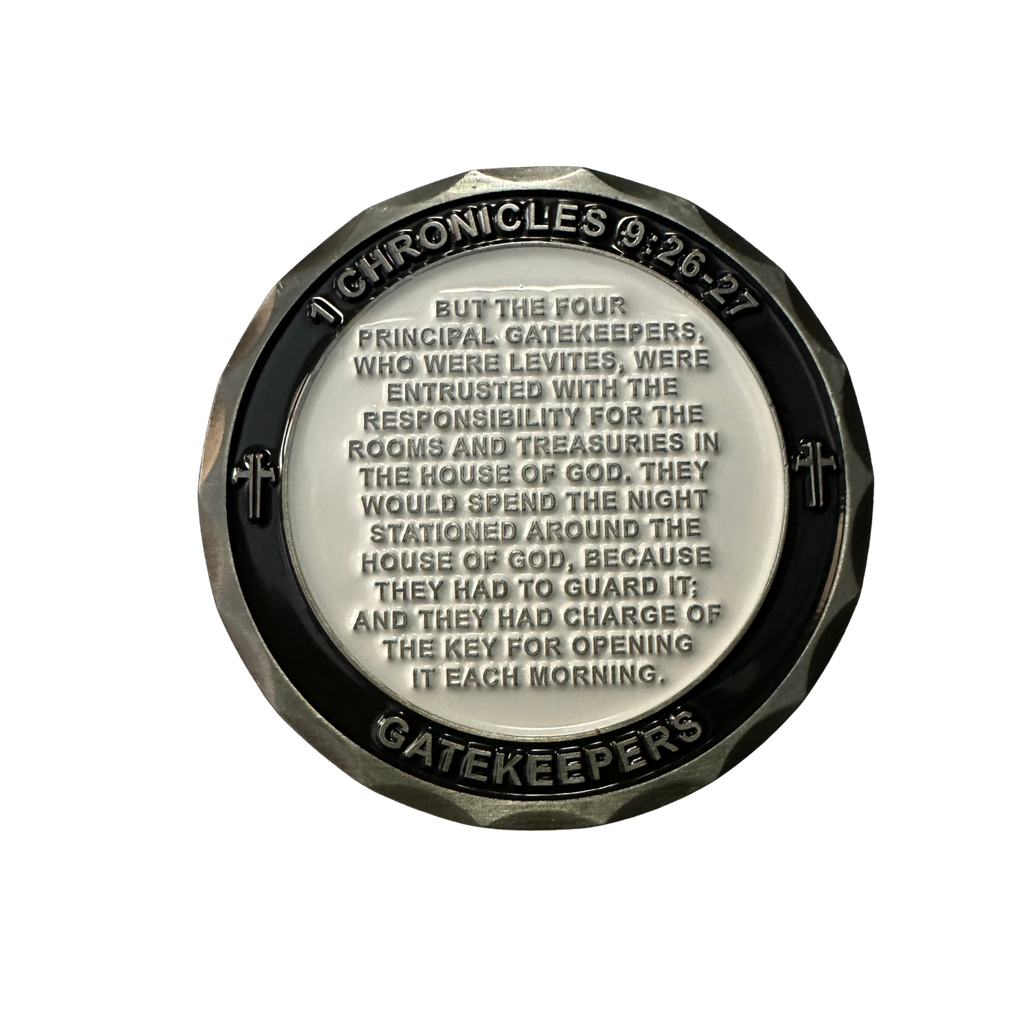 1 CHRONICLES 9:26-27
BUT THE FOUR
PRINCIPAL GATEKEEPERS,
WHO WERE LEVITES, WERE
ENTRUSTED WITH THE
RESPONSIBILITY FOR THE
ROOMS AND TREASURIES IN
THE HOUSE OF GOD. THEY
WOULD SPEND THE NIGHT
STATIONED AROUND THE
HOUSE OF GOD, BECAUSE
THEY HAD TO GUARD IT;
AND THEY HAD CHARGE OF
THE KEY FOR OPENING
IT EACH MORNING.
GATEKEEPERS